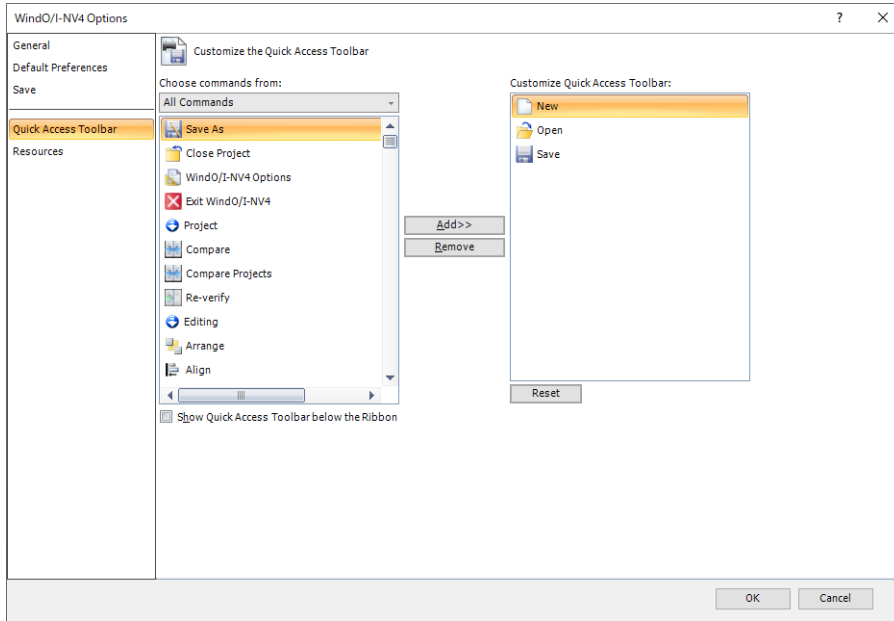 WindO/I-NV4 Options
?
General
Default Preferences
Save
Quick Access Toolbar
Resources
Customize the Quick Access Toolbar
Choose commands from:
All Commands
Save As
Close Project
WindO/I-NV4 Options
Exit WindO/I-NV4
Project
Compare
Compare Projects
Re-verify
Editing
Arrange
Align
Show Quick Access Toolbar below the Ribbon
Add>>
Remove
Customize Quick Access Toolbar:
New
Open
Save
Reset
OK
Cancel